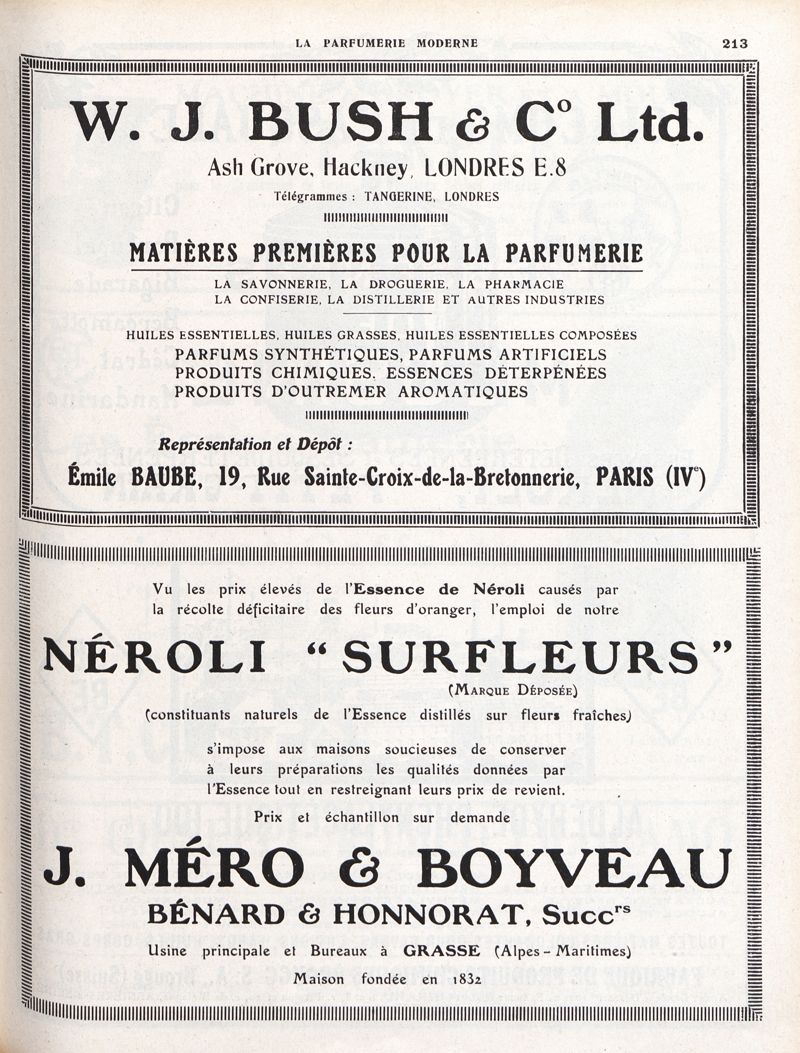 LA PARFUMERIE MODERNE
213
W. J. BUSH & Cº Ltd.
Ash Grove, Hackney, LONDRES E.8
Télégrammes : TANGERINE, LONDRES
MATIÈRES PREMIÈRES POUR LA PARFUMERIE
LA SAVONNERIE, LA DROGUERIE, LA PHARMACIE
LA CONFISERIE, LA DISTILLERIE ET AUTRES INDUSTRIES
HUILES ESSENTIELLES, HUILES GRASSES, HUILES ESSENTIELLES COMPOSÉES
PARFUMS SYNTHÉTIQUES, PARFUMS ARTIFICIELS
PRODUITS CHIMIQUES, ESSENCES DÉTERPÉNÉES
PRODUITS D'OUTREMER AROMATIQUES
Représentation et Dépôt :
Émile BAUBE, 19, Rue Sainte-Croix-de-la-Bretonnerie, PARIS (IVe)
Vu les prix élevés de l'Essence de Néroli causés par
la récolte déficitaire des fleurs d'oranger, l'emploi de notre
NÉROLI “SURFLEURS”
(MARQUE DÉPOSÉE)
(constituants naturels de l'Essence distillés sur fleurs fraîches)
s'impose aux maisons soucieuses de conserver
à leurs préparations les qualités données par
l'Essence tout en restreignant leurs prix de revient.
Prix et échantillon sur demande
J. MÉRO & BOYVEAU
BÉNARD & HONNORAT, Succrs
Usine principale et Bureaux à GRASSE (Alpes-Maritimes)
Maison fondée en 1832